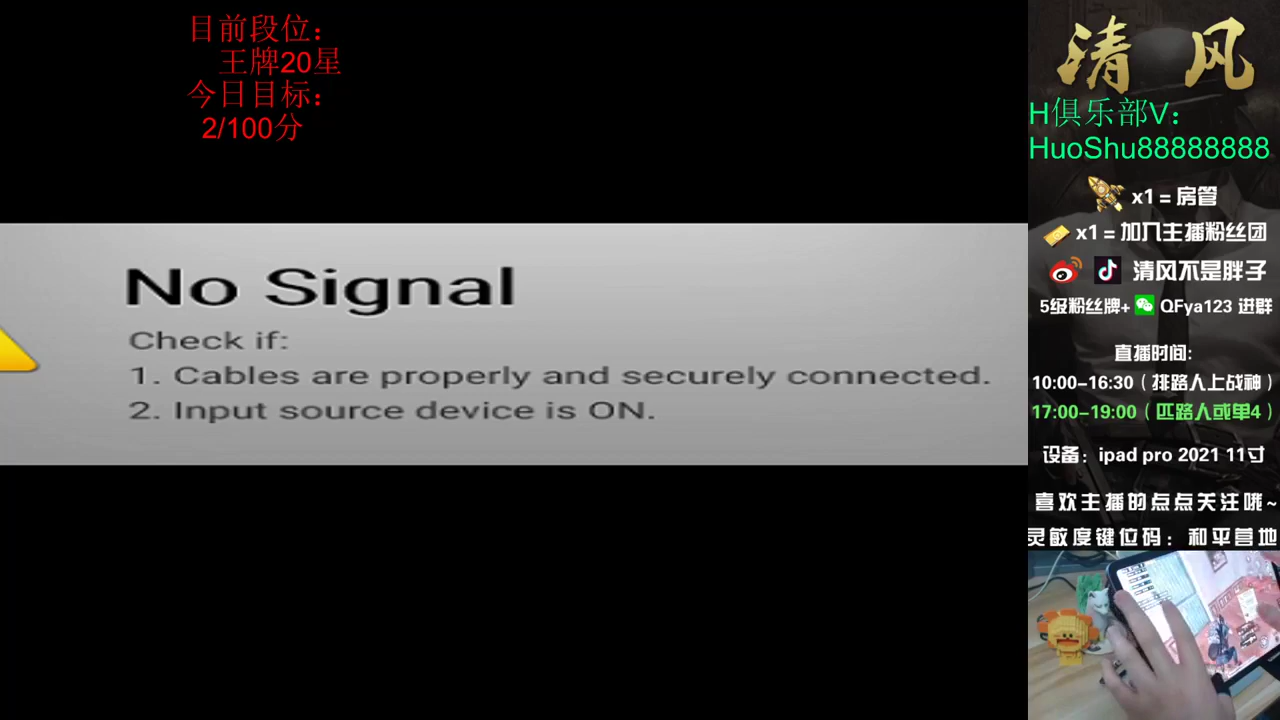 目前段位：
王牌20星
今日目标：
2/100分
No Signal
Check if:
1. Cables are properly and securely connected.
2. Input source device is ON.
清风
H俱乐部V：
HuoShu88888888
x1 = 房管
x1 = 加入主播粉丝团
清风不是胖子
5级粉丝牌+ QFya123 进群
直播时间:
10:00-16:30（排路人上战神）
17:00-19:00（匹路人或单4）
设备：ipad pro 2021 11寸
喜欢主播的点点关注哦~
灵敏度键位码：和平营地